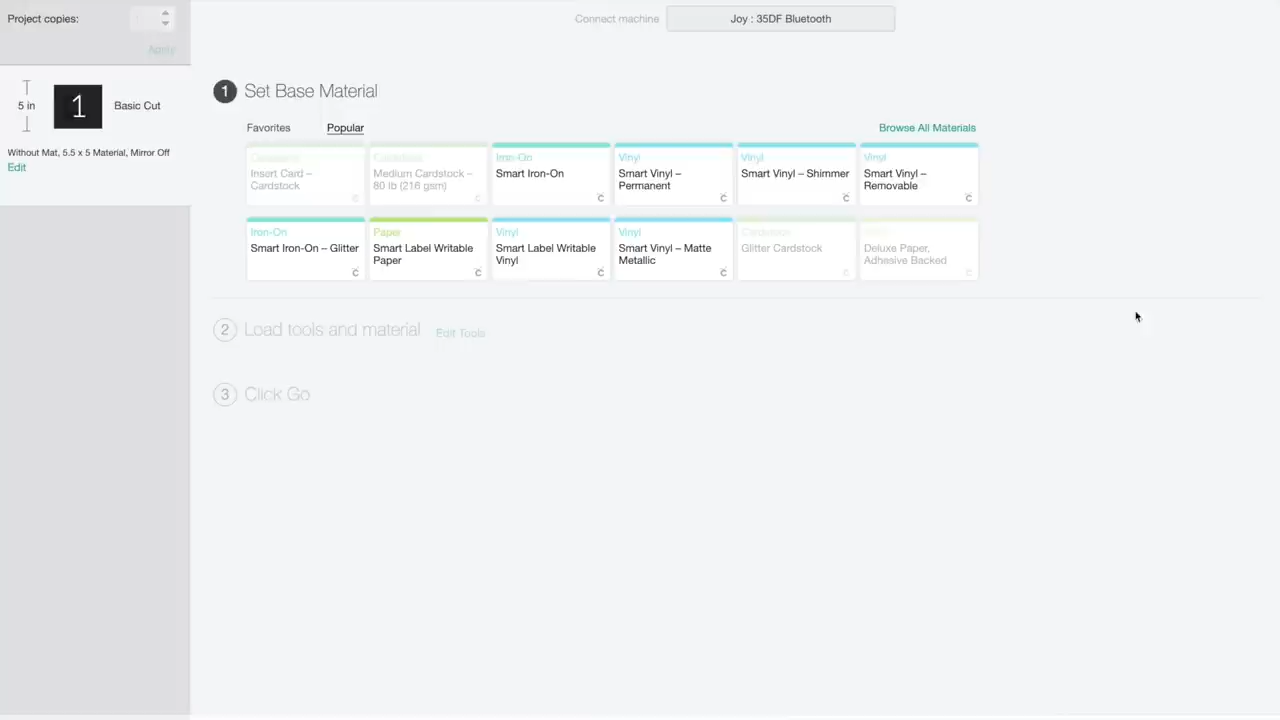 Project copies:
Connect machine
Joy : 35DF Bluetooth
Apply
1 Set Base Material
5 in
1
Basic Cut
Favorites
Popular
Browse All Materials
Without Mat, 5.5 x 5 Material, Mirror Off
Edit
Cardstock
Insert Card –
Cardstock
Cardstock
Medium Cardstock –
80 lb (216 gsm)
Iron-On
Smart Iron-On
Vinyl
Smart Vinyl –
Permanent
Vinyl
Smart Vinyl – Shimmer
Vinyl
Smart Vinyl –
Removable
Iron-On
Smart Iron-On – Glitter
Paper
Smart Label Writable
Paper
Vinyl
Smart Label Writable
Vinyl
Vinyl
Smart Vinyl – Matte
Metallic
Cardstock
Glitter Cardstock
Deluxe Paper,
Adhesive Backed
2 Load tools and material
Edit Tools
3 Click Go